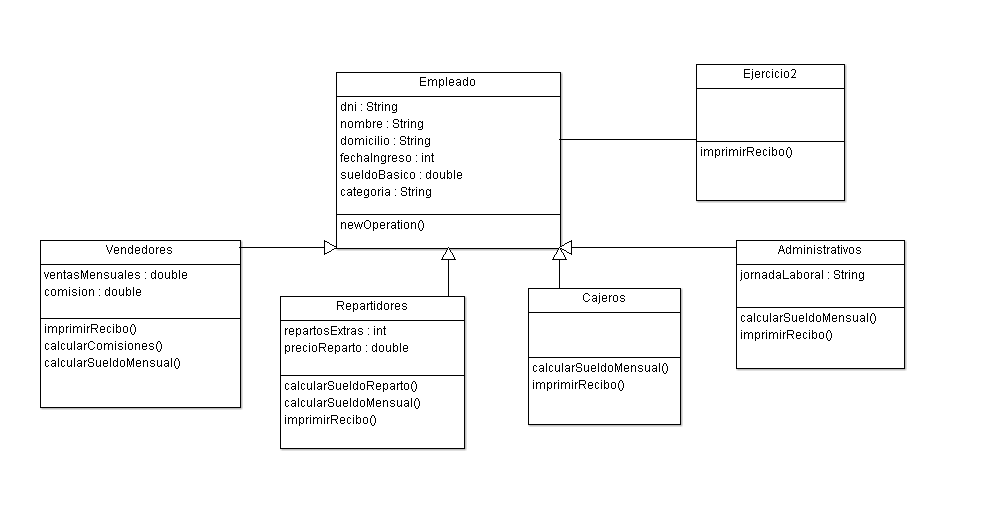 Empleado
dni : String
nombre : String
domicilio : String
fechaIngreso : int
sueldoBasico : double
categoria : String
newOperation()
Ejercicio2
imprimirRecibo()
Vendedores
ventasMensuales : double
comision : double
imprimirRecibo()
calcularComisiones()
calcularSueldoMensual()
Repartidores
repartosExtras : int
precioReparto : double
calcularSueldoReparto()
calcularSueldoMensual()
imprimirRecibo()
Cajeros
calcularSueldoMensual()
imprimirRecibo()
Administrativos
jornadaLaboral : String
calcularSueldoMensual()
imprimirRecibo()